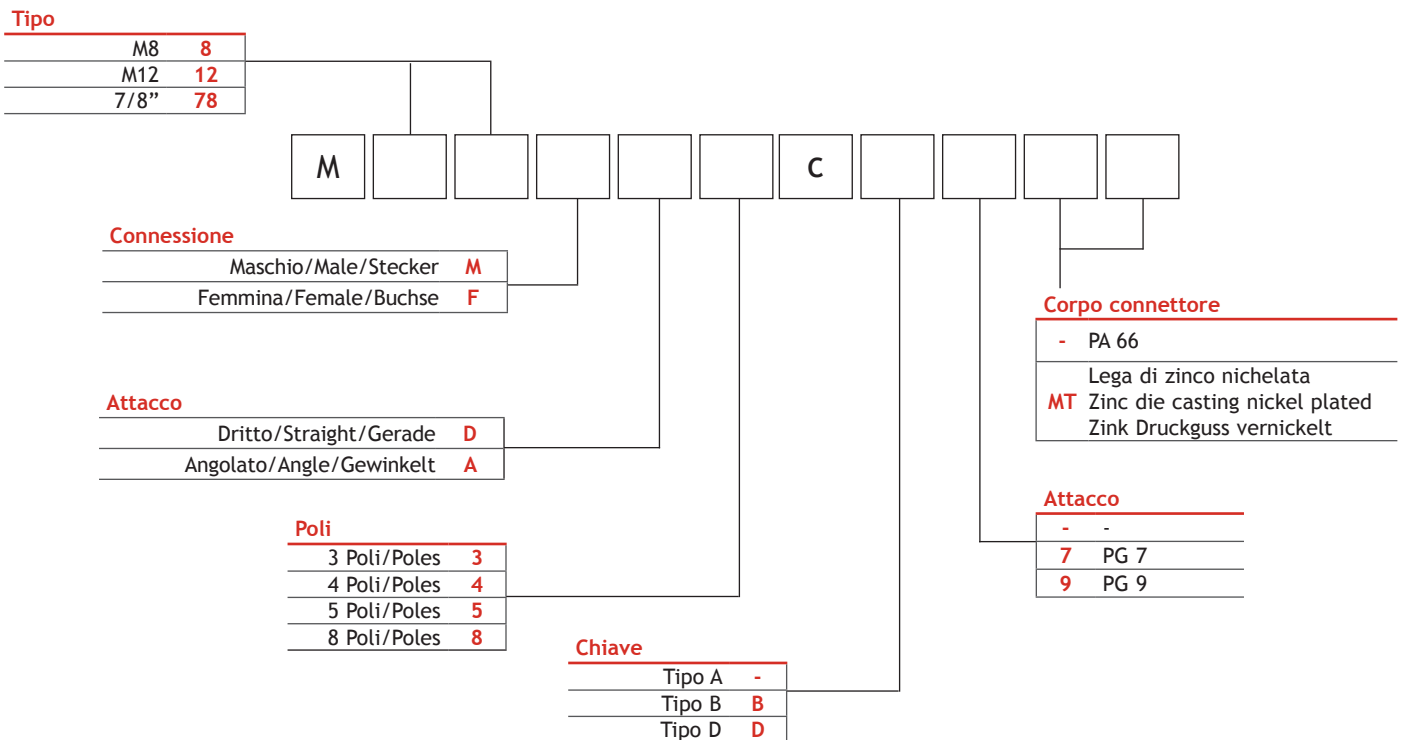 Tipo
M8 8
M12 12
7/8” 78
M C
Connessione
Maschio/Male/Stecker M
Femmina/Female/Buchse F
Corpo connettore
- PA 66
Lega di zinco nichelata
MT Zinc die casting nickel plated
Zink Druckguss vernickelt
Attacco
Dritto/Straight/Gerade D
Angolato/Angle/Gewinkelt A
Attacco
- -
7 PG 7
9 PG 9
Poli
3 Poli/Poles 3
4 Poli/Poles 4
5 Poli/Poles 5
8 Poli/Poles 8
Chiave
Tipo A -
Tipo B B
Tipo D D